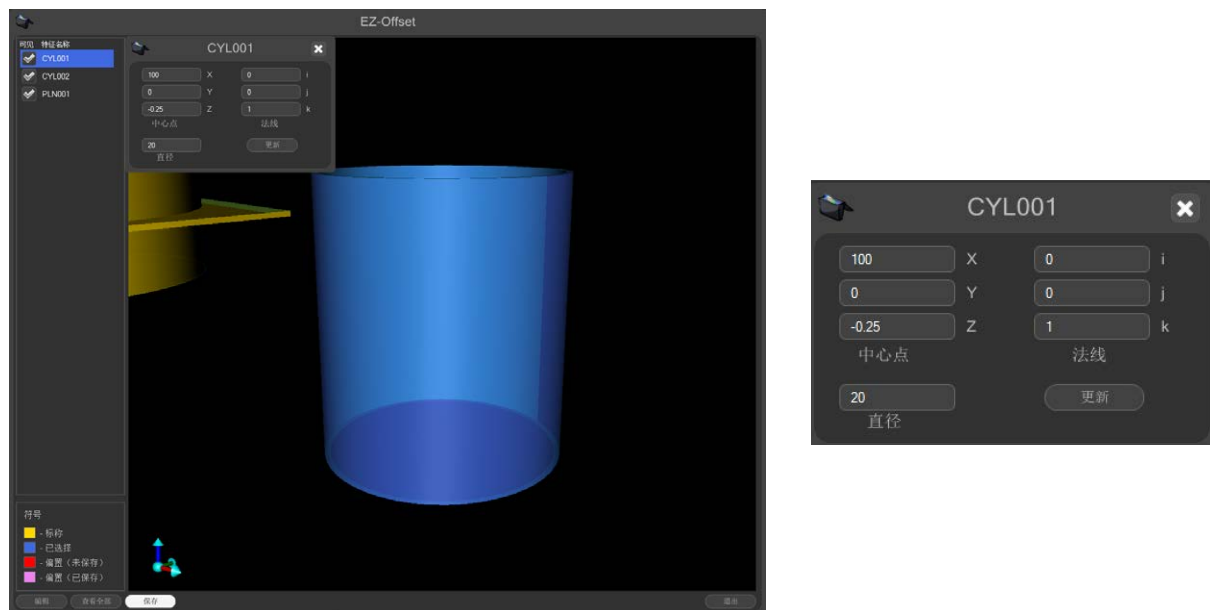 EZ-Offset
可见 特征名称
CYL001
CYL002
PLN001
CYL001
100 X 0 i
0 Y 0 j
-0.25 Z 1 k
中心点 法线
20 更新
直径
符号
- 标称
- 已选择
- 偏置（未保存）
- 偏置（已保存）
编辑 查看全部 保存 退出
CYL001
100 X 0 i
0 Y 0 j
-0.25 Z 1 k
中心点 法线
20 更新
直径